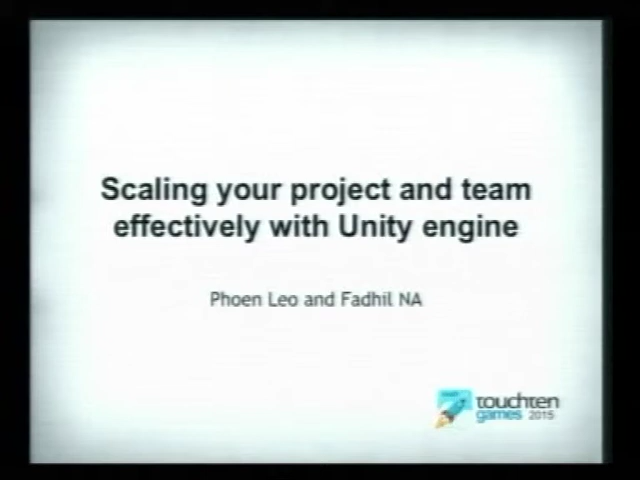 Scaling your project and team
effectively with Unity engine
Phoen Leo and Fadhil NA
touchten
games 2015